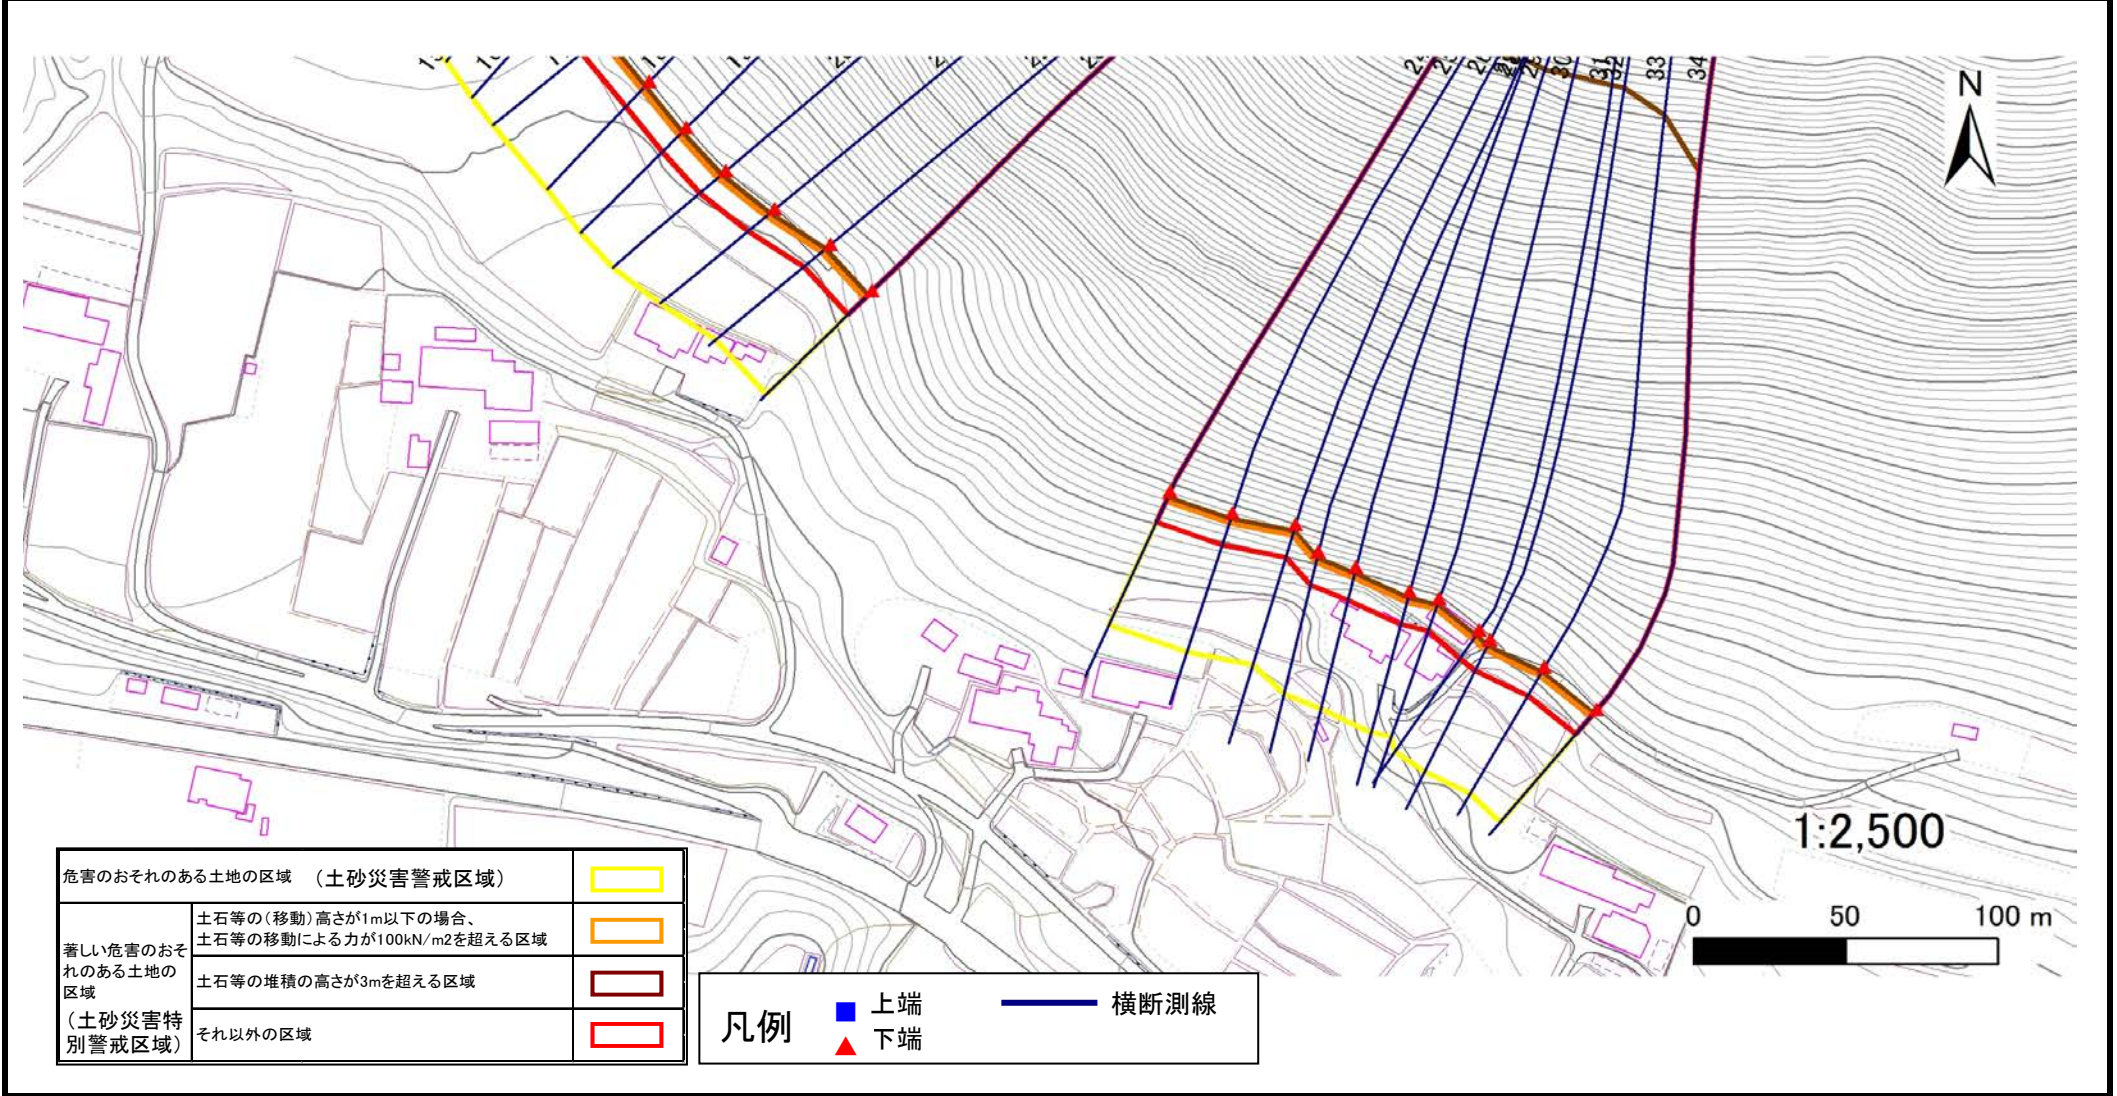 30
33
34
N
1:2,500
0 50 100 m
危害のおそれのある土地の区域 (土砂災害警戒区域)
著しい危害のおそれのある土地の区域
(土砂災害特別警戒区域)
土石等の(移動)高さが1m以下の場合、
土石等の移動による力が100kN/m2を超える区域
土石等の堆積の高さが3mを超える区域
それ以外の区域
凡例
上端
下端
横断測線